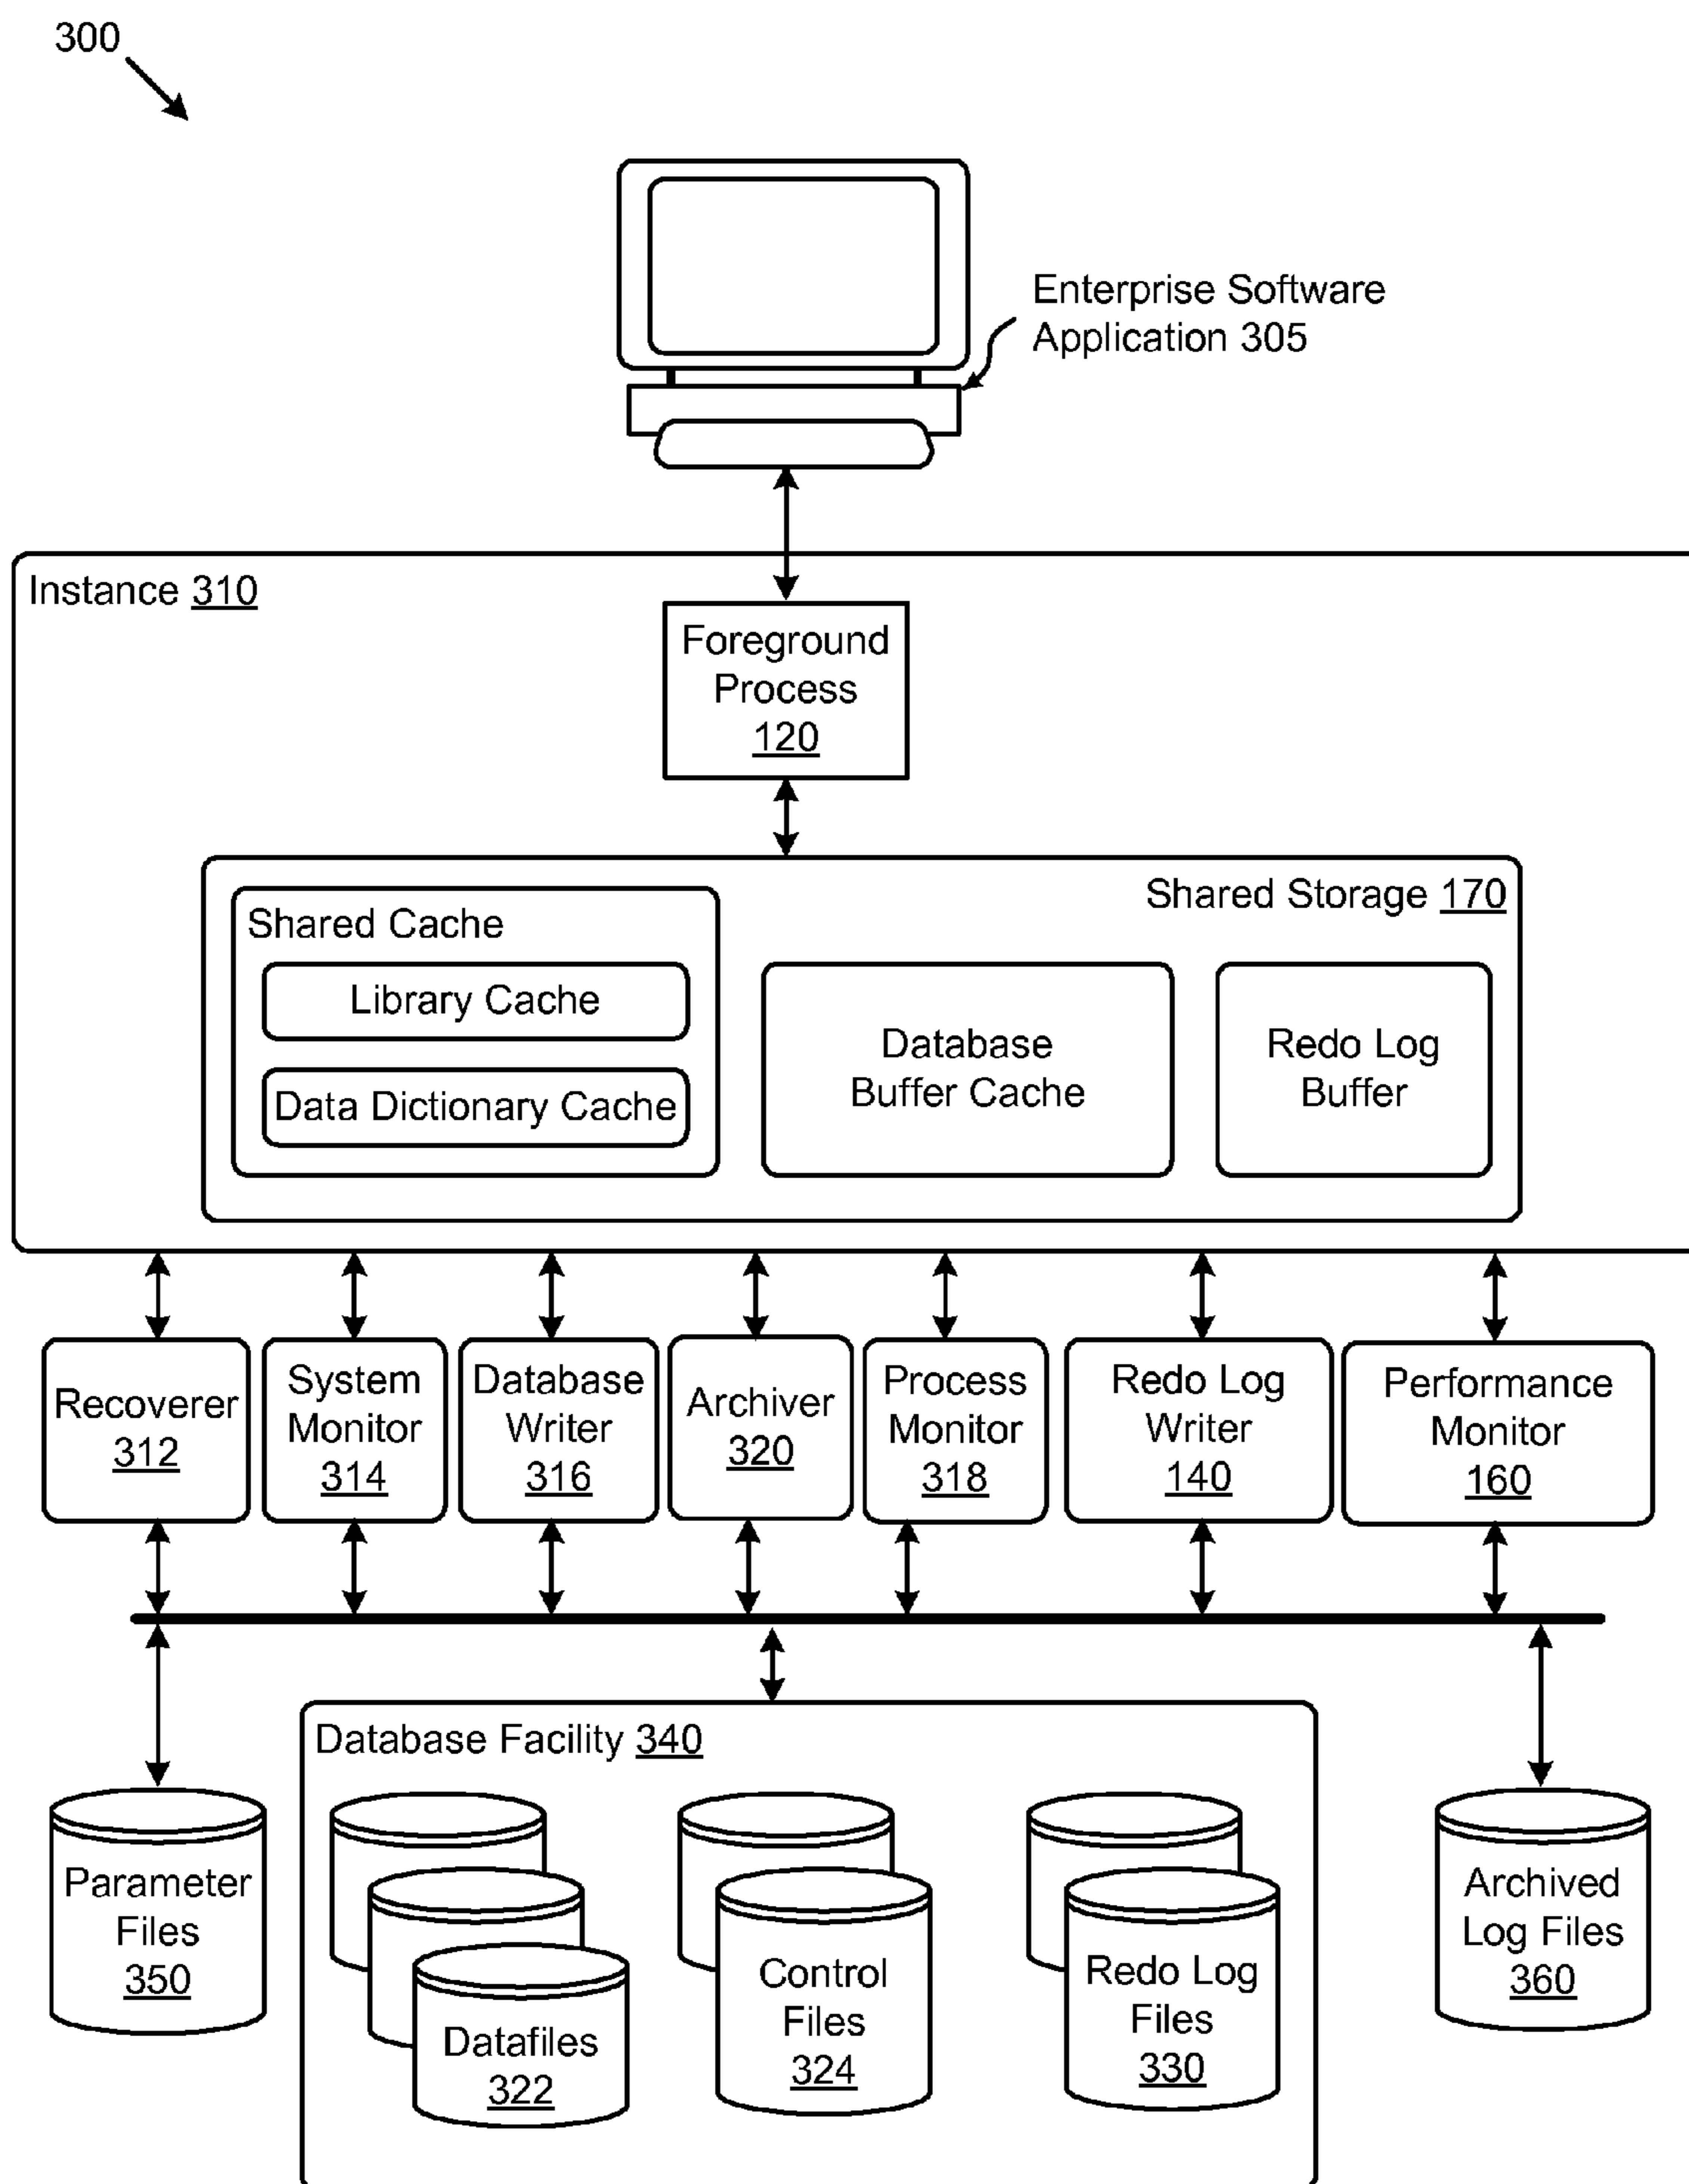 300
Enterprise Software
Application 305
Instance 310
Foreground
Process
120
Shared Storage 170
Shared Cache
Library Cache
Data Dictionary Cache
Database
Buffer Cache
Redo Log
Buffer
Recoverer
312
System
Monitor
314
Database
Writer
316
Archiver
320
Process
Monitor
318
Redo Log
Writer
140
Performance
Monitor
160
Database Facility 340
Parameter
Files
350
Datafiles
322
Control
Files
324
Redo Log
Files
330
Archived
Log Files
360